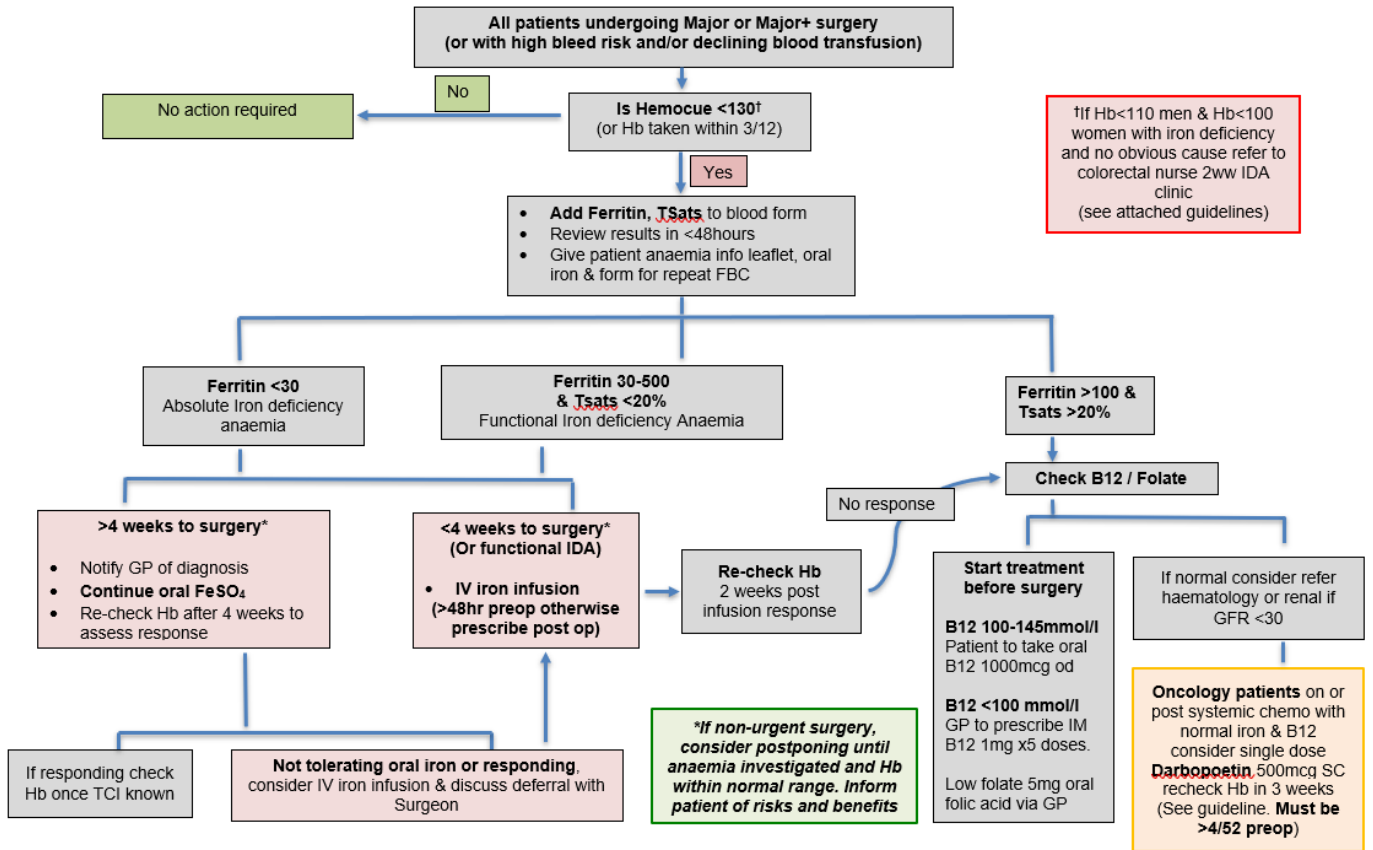 All patients undergoing Major or Major+ surgery
(or with high bleed risk and/or declining blood transfusion)
No
No action required
Is Hemocue <130†
(or Hb taken within 3/12)
†If Hb<110 men & Hb<100
women with iron deficiency
and no obvious cause refer to
colorectal nurse 2ww IDA
clinic
(see attached guidelines)
Yes
• Add Ferritin, TSats to blood form
• Review results in <48hours
• Give patient anaemia info leaflet, oral
iron & form for repeat FBC
Ferritin <30
Absolute Iron deficiency
anaemia
Ferritin 30-500
& Tsats <20%
Functional Iron deficiency Anaemia
Ferritin >100 &
Tsats >20%
Check B12 / Folate
No response
>4 weeks to surgery*
• Notify GP of diagnosis
• Continue oral FeSO₄
• Re-check Hb after 4 weeks to
assess response
<4 weeks to surgery*
(Or functional IDA)
• IV iron infusion
(>48hr preop otherwise
prescribe post op)
Re-check Hb
2 weeks post
infusion response
Start treatment
before surgery
B12 100-145mmol/l
Patient to take oral
B12 1000mcg od
B12 <100 mmol/l
GP to prescribe IM
B12 1mg x5 doses.
Low folate 5mg oral
folic acid via GP
If normal consider refer
haematology or renal if
GFR <30
Oncology patients on or
post systemic chemo with
normal iron & B12
consider single dose
Darbopoetin 500mcg SC
recheck Hb in 3 weeks
(See guideline. Must be
>4/52 preop)
If responding check
Hb once TCI known
Not tolerating oral iron or responding,
consider IV iron infusion & discuss deferral with
Surgeon
*If non-urgent surgery,
consider postponing until
anaemia investigated and Hb
within normal range. Inform
patient of risks and benefits